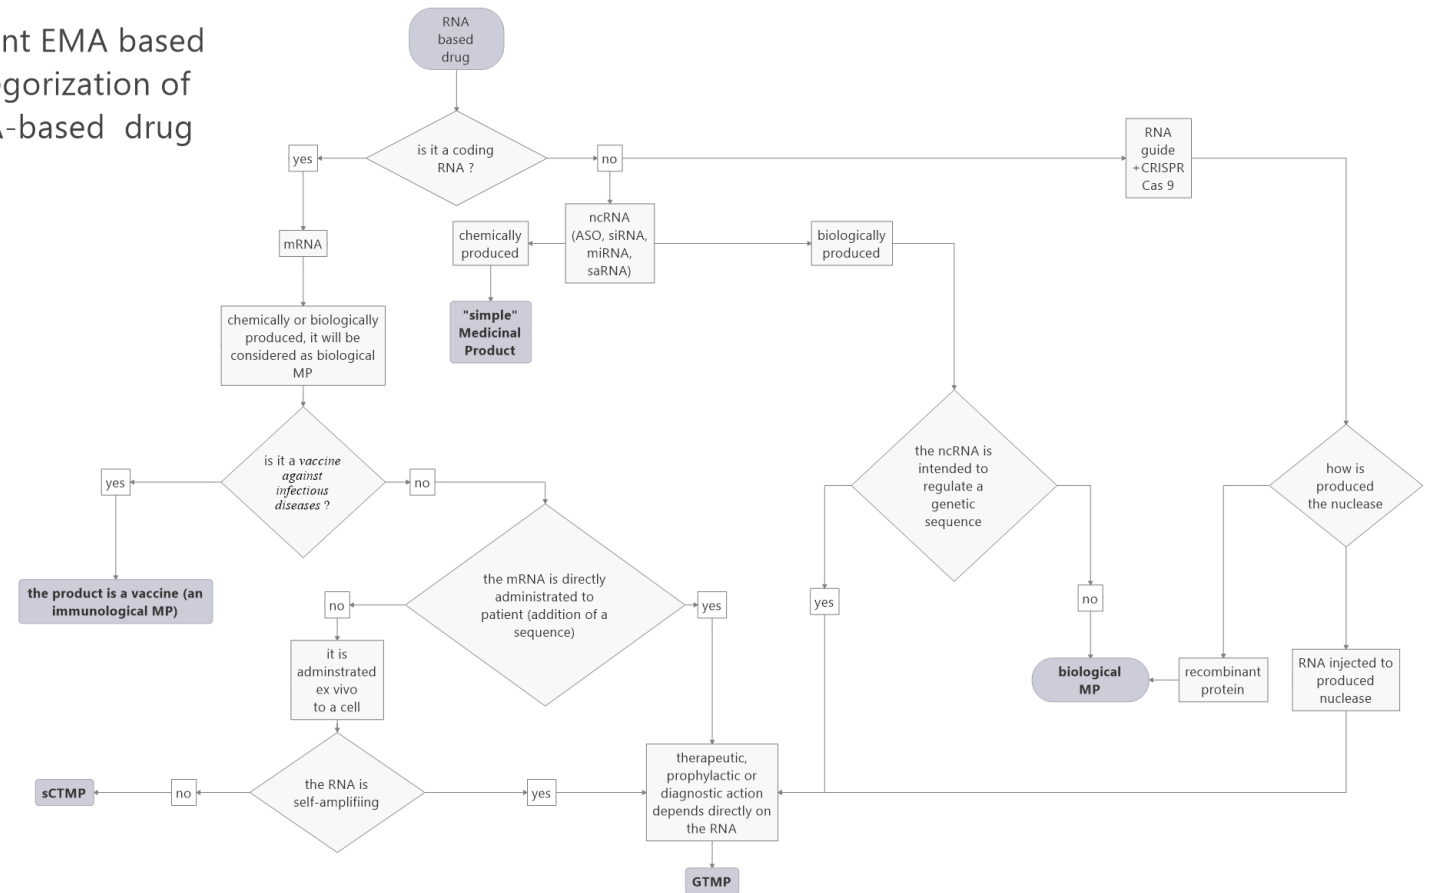 nt EMA based
gorization of
-based drug
RNA
based
drug
is it a coding
RNA ?
yes
no
RNA
guide
+CRISPR
Cas 9
mRNA
chemically
produced
ncRNA
(ASO, siRNA,
miRNA,
saRNA)
biologically
produced
"simple"
Medicinal
Product
chemically or biologically
produced, it will be
considered as biological
MP
is it a vaccine
against
infectious
diseases ?
yes
no
the ncRNA is
intended to
regulate a
genetic
sequence
how is
produced
the nuclease
the product is a vaccine (an
immunological MP)
the mRNA is directly
administrated to
patient (addition of a
sequence)
no
yes
yes
no
it is
adminstrated
ex vivo
to a cell
biological
MP
recombinant
protein
RNA injected to
produced
nuclease
the RNA is
self-amplifiing
sCTMP
no
yes
therapeutic,
prophylactic or
diagnostic action
depends directly on
the RNA
GTMP